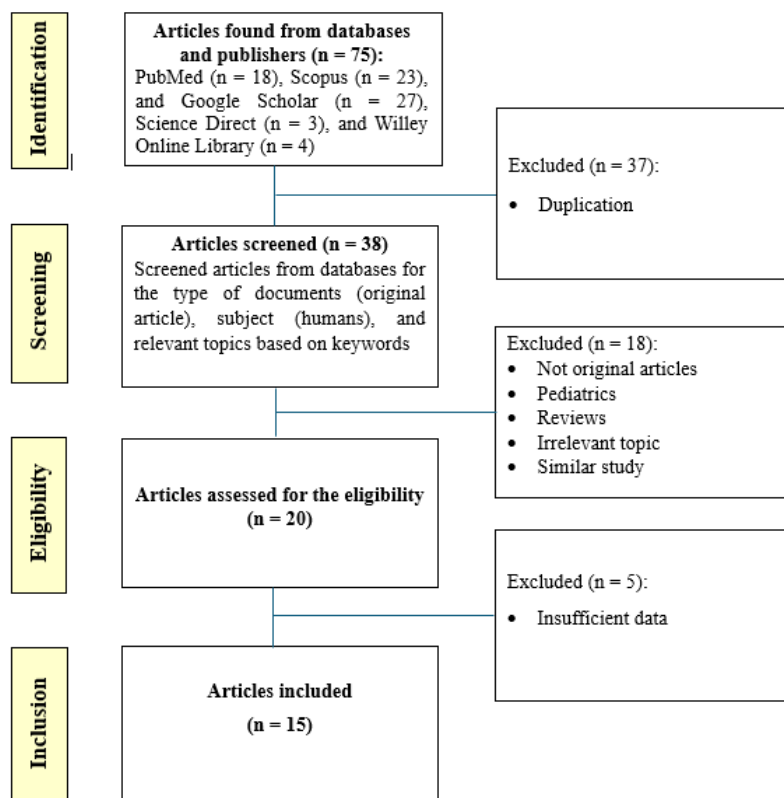 Identification
Articles found from databases
and publishers (n = 75):
PubMed (n = 18), Scopus (n = 23),
and Google Scholar (n = 27),
Science Direct (n = 3), and Willey
Online Library (n = 4)
Excluded (n = 37):
• Duplication
Screening
Articles screened (n = 38)
Screened articles from databases for
the type of documents (original
article), subject (humans), and
relevant topics based on keywords
Excluded (n = 18):
• Not original articles
• Pediatrics
• Reviews
• Irrelevant topic
• Similar study
Eligibility
Articles assessed for the eligibility
(n = 20)
Excluded (n = 5):
• Insufficient data
Inclusion
Articles included
(n = 15)